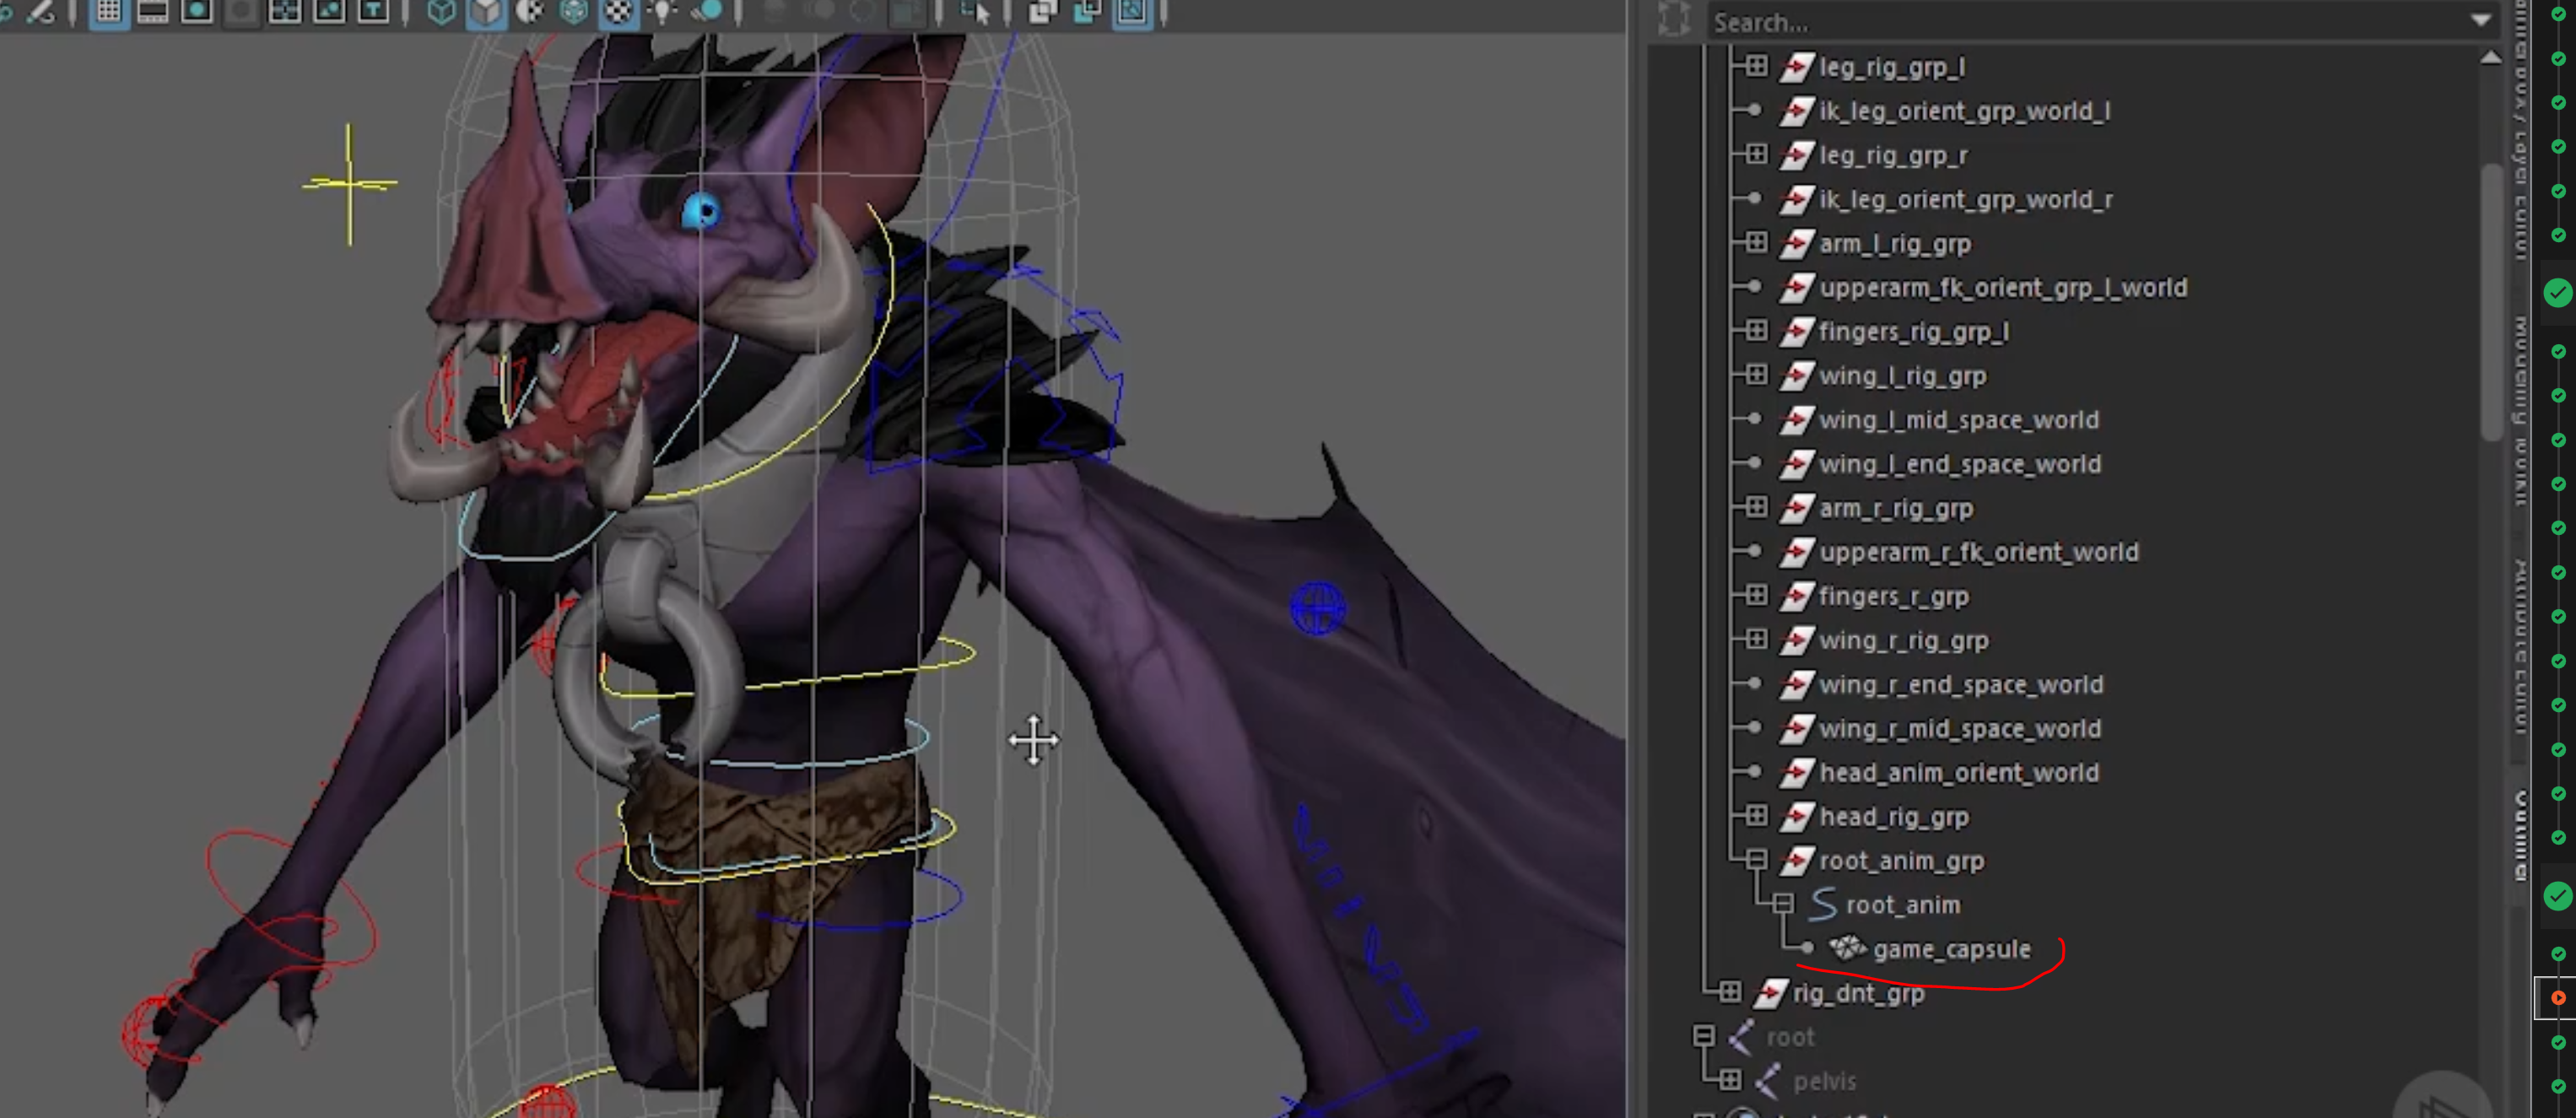 Search...
leg_rig_grp_l
ik_leg_orient_grp_world_l
leg_rig_grp_r
ik_leg_orient_grp_world_r
arm_l_rig_grp
upperarm_fk_orient_grp_l_world
fingers_rig_grp_l
wing_l_rig_grp
wing_l_mid_space_world
wing_l_end_space_world
arm_r_rig_grp
upperarm_r_fk_orient_world
fingers_r_grp
wing_r_rig_grp
wing_r_end_space_world
wing_r_mid_space_world
head_anim_orient_world
head_rig_grp
root_anim_grp
root_anim
game_capsule
rig_dnt_grp
root
pelvis